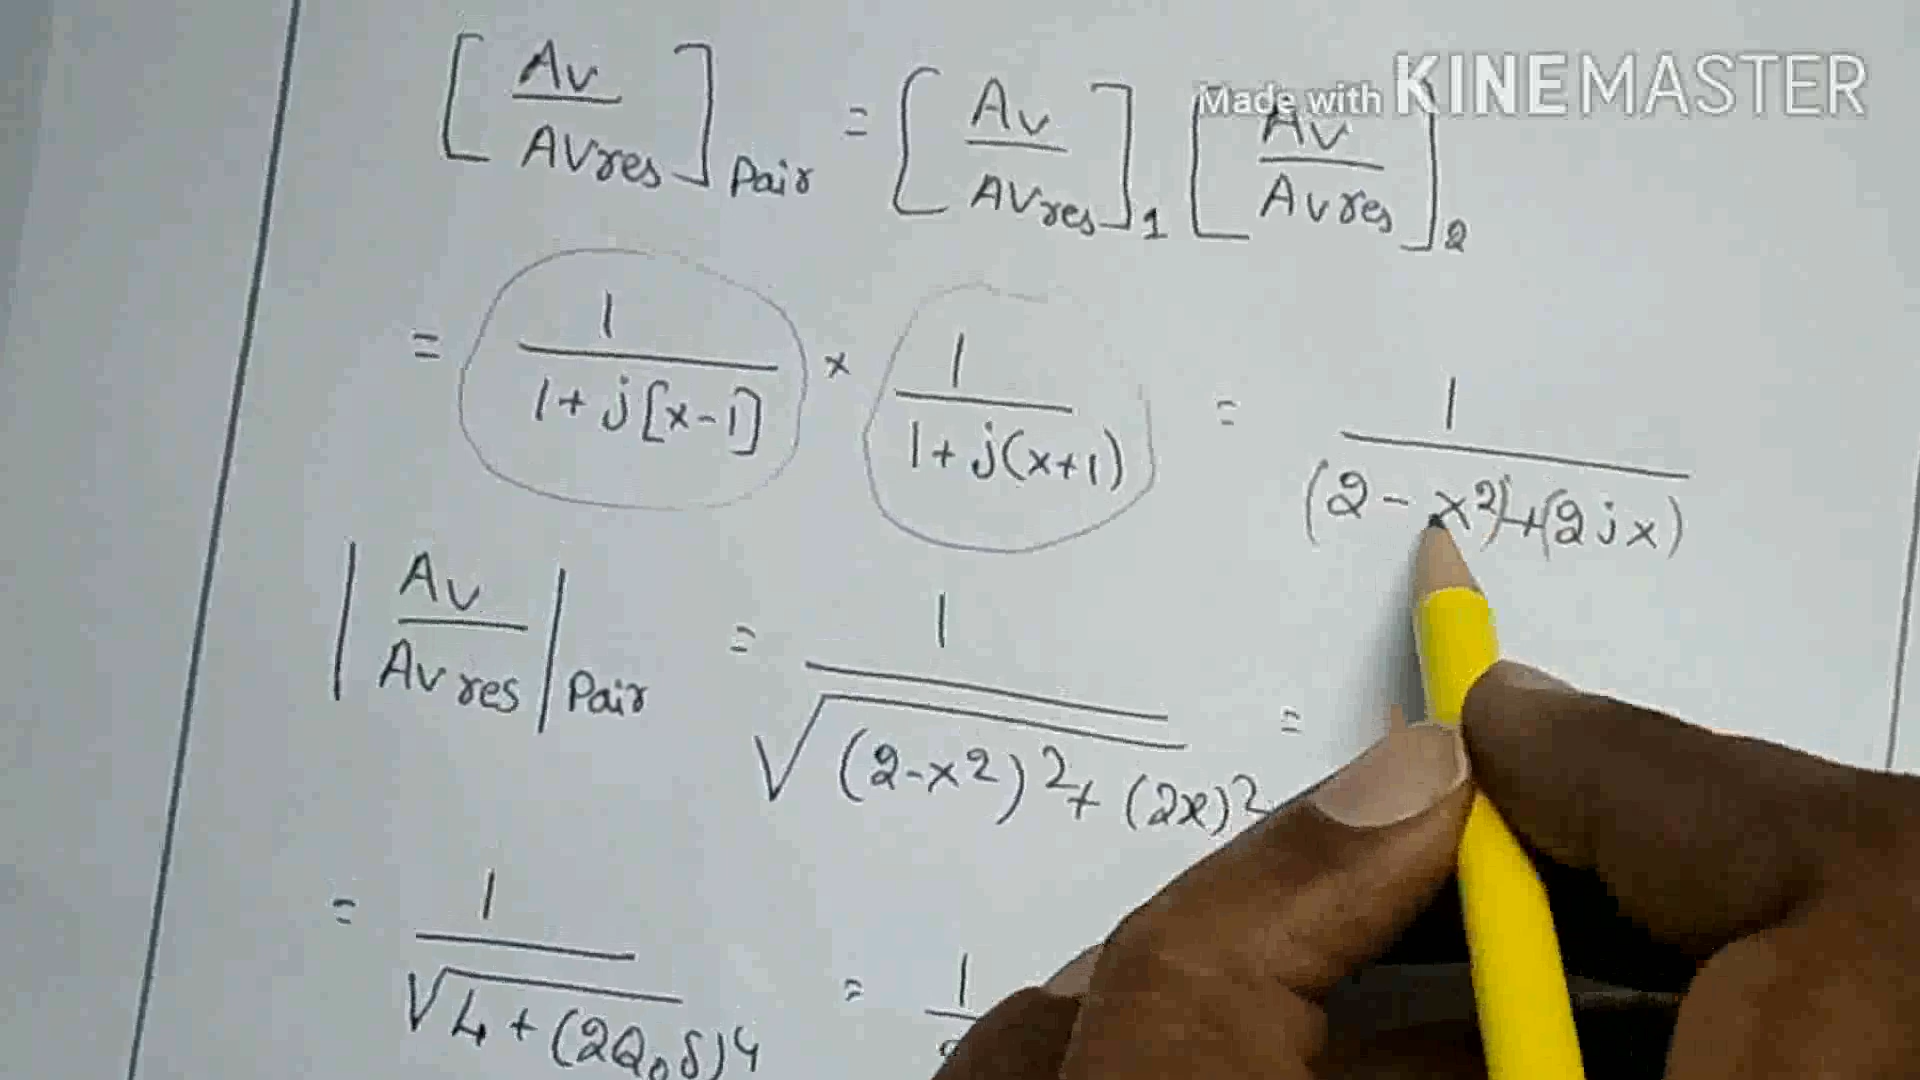 Made with KINEMASTER
[Av/AVres]Pair = [Av/AVres]1 [Av/Avres]2
= 1/(1+j[x-1]) × 1/(1+j(x+1)) = 1/((2-x²)+(2jx))
|Av/Avres|Pair = 1/√((2-x²)²+(2x)²) =
= 1/√(4+(2Q₀δ)⁴) = 1